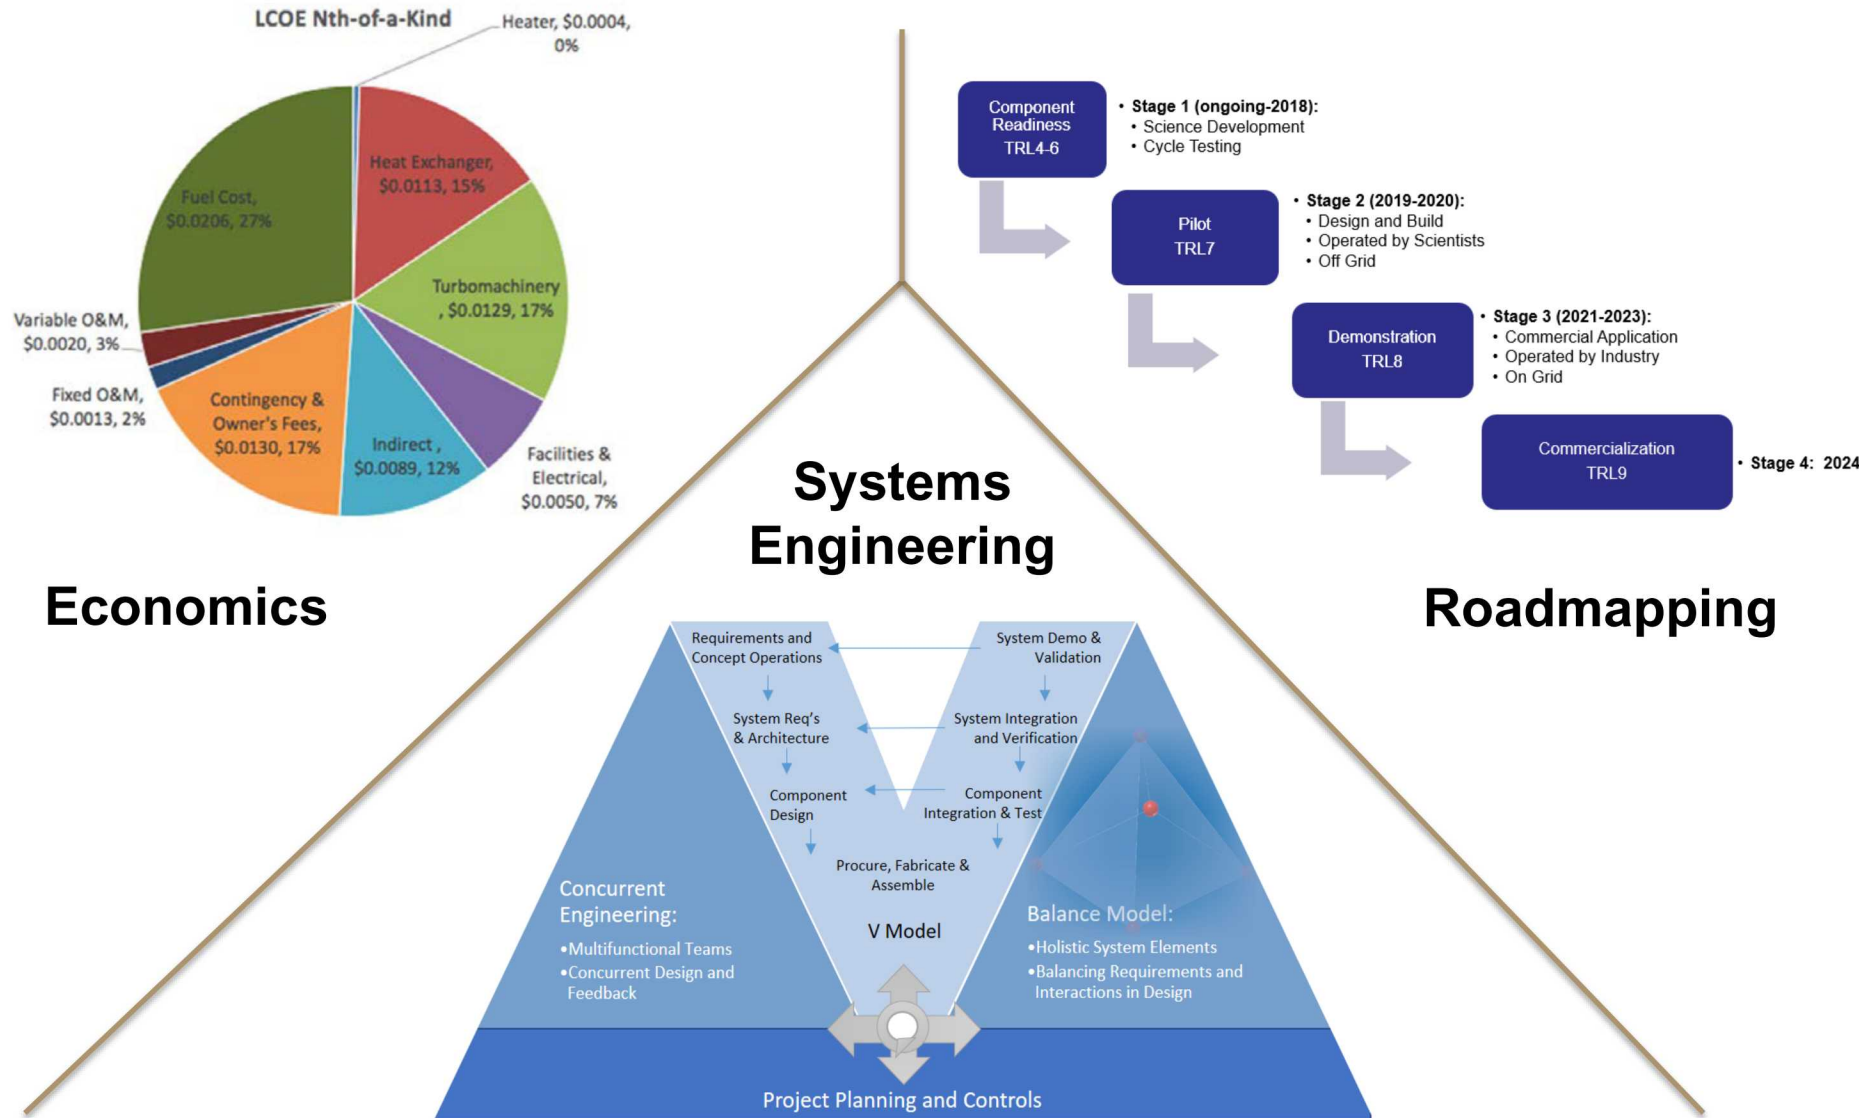 LCOE Nth-of-a-Kind
Heater, $0.0004,
0%
Heat Exchanger,
$0.0113, 15%
Turbomachinery
, $0.0129, 17%
Facilities &
Electrical,
$0.0050, 7%
Indirect ,
$0.0089, 12%
Contingency &
Owner's Fees,
$0.0130, 17%
Fixed O&M,
$0.0013, 2%
Variable O&M,
$0.0020, 3%
Fuel Cost,
$0.0206, 27%
Economics
Component
Readiness
TRL4-6
• Stage 1 (ongoing-2018):
• Science Development
• Cycle Testing
Pilot
TRL7
• Stage 2 (2019-2020):
• Design and Build
• Operated by Scientists
• Off Grid
Demonstration
TRL8
• Stage 3 (2021-2023):
• Commercial Application
• Operated by Industry
• On Grid
Commercialization
TRL9
• Stage 4: 2024
Roadmapping
Systems
Engineering
Requirements and
Concept Operations
System Req's
& Architecture
Component
Design
System Demo &
Validation
System Integration
and Verification
Component
Integration & Test
Procure, Fabricate &
Assemble
V Model
Concurrent
Engineering:
•Multifunctional Teams
•Concurrent Design and
Feedback
Balance Model:
•Holistic System Elements
•Balancing Requirements and
Interactions in Design
Project Planning and Controls